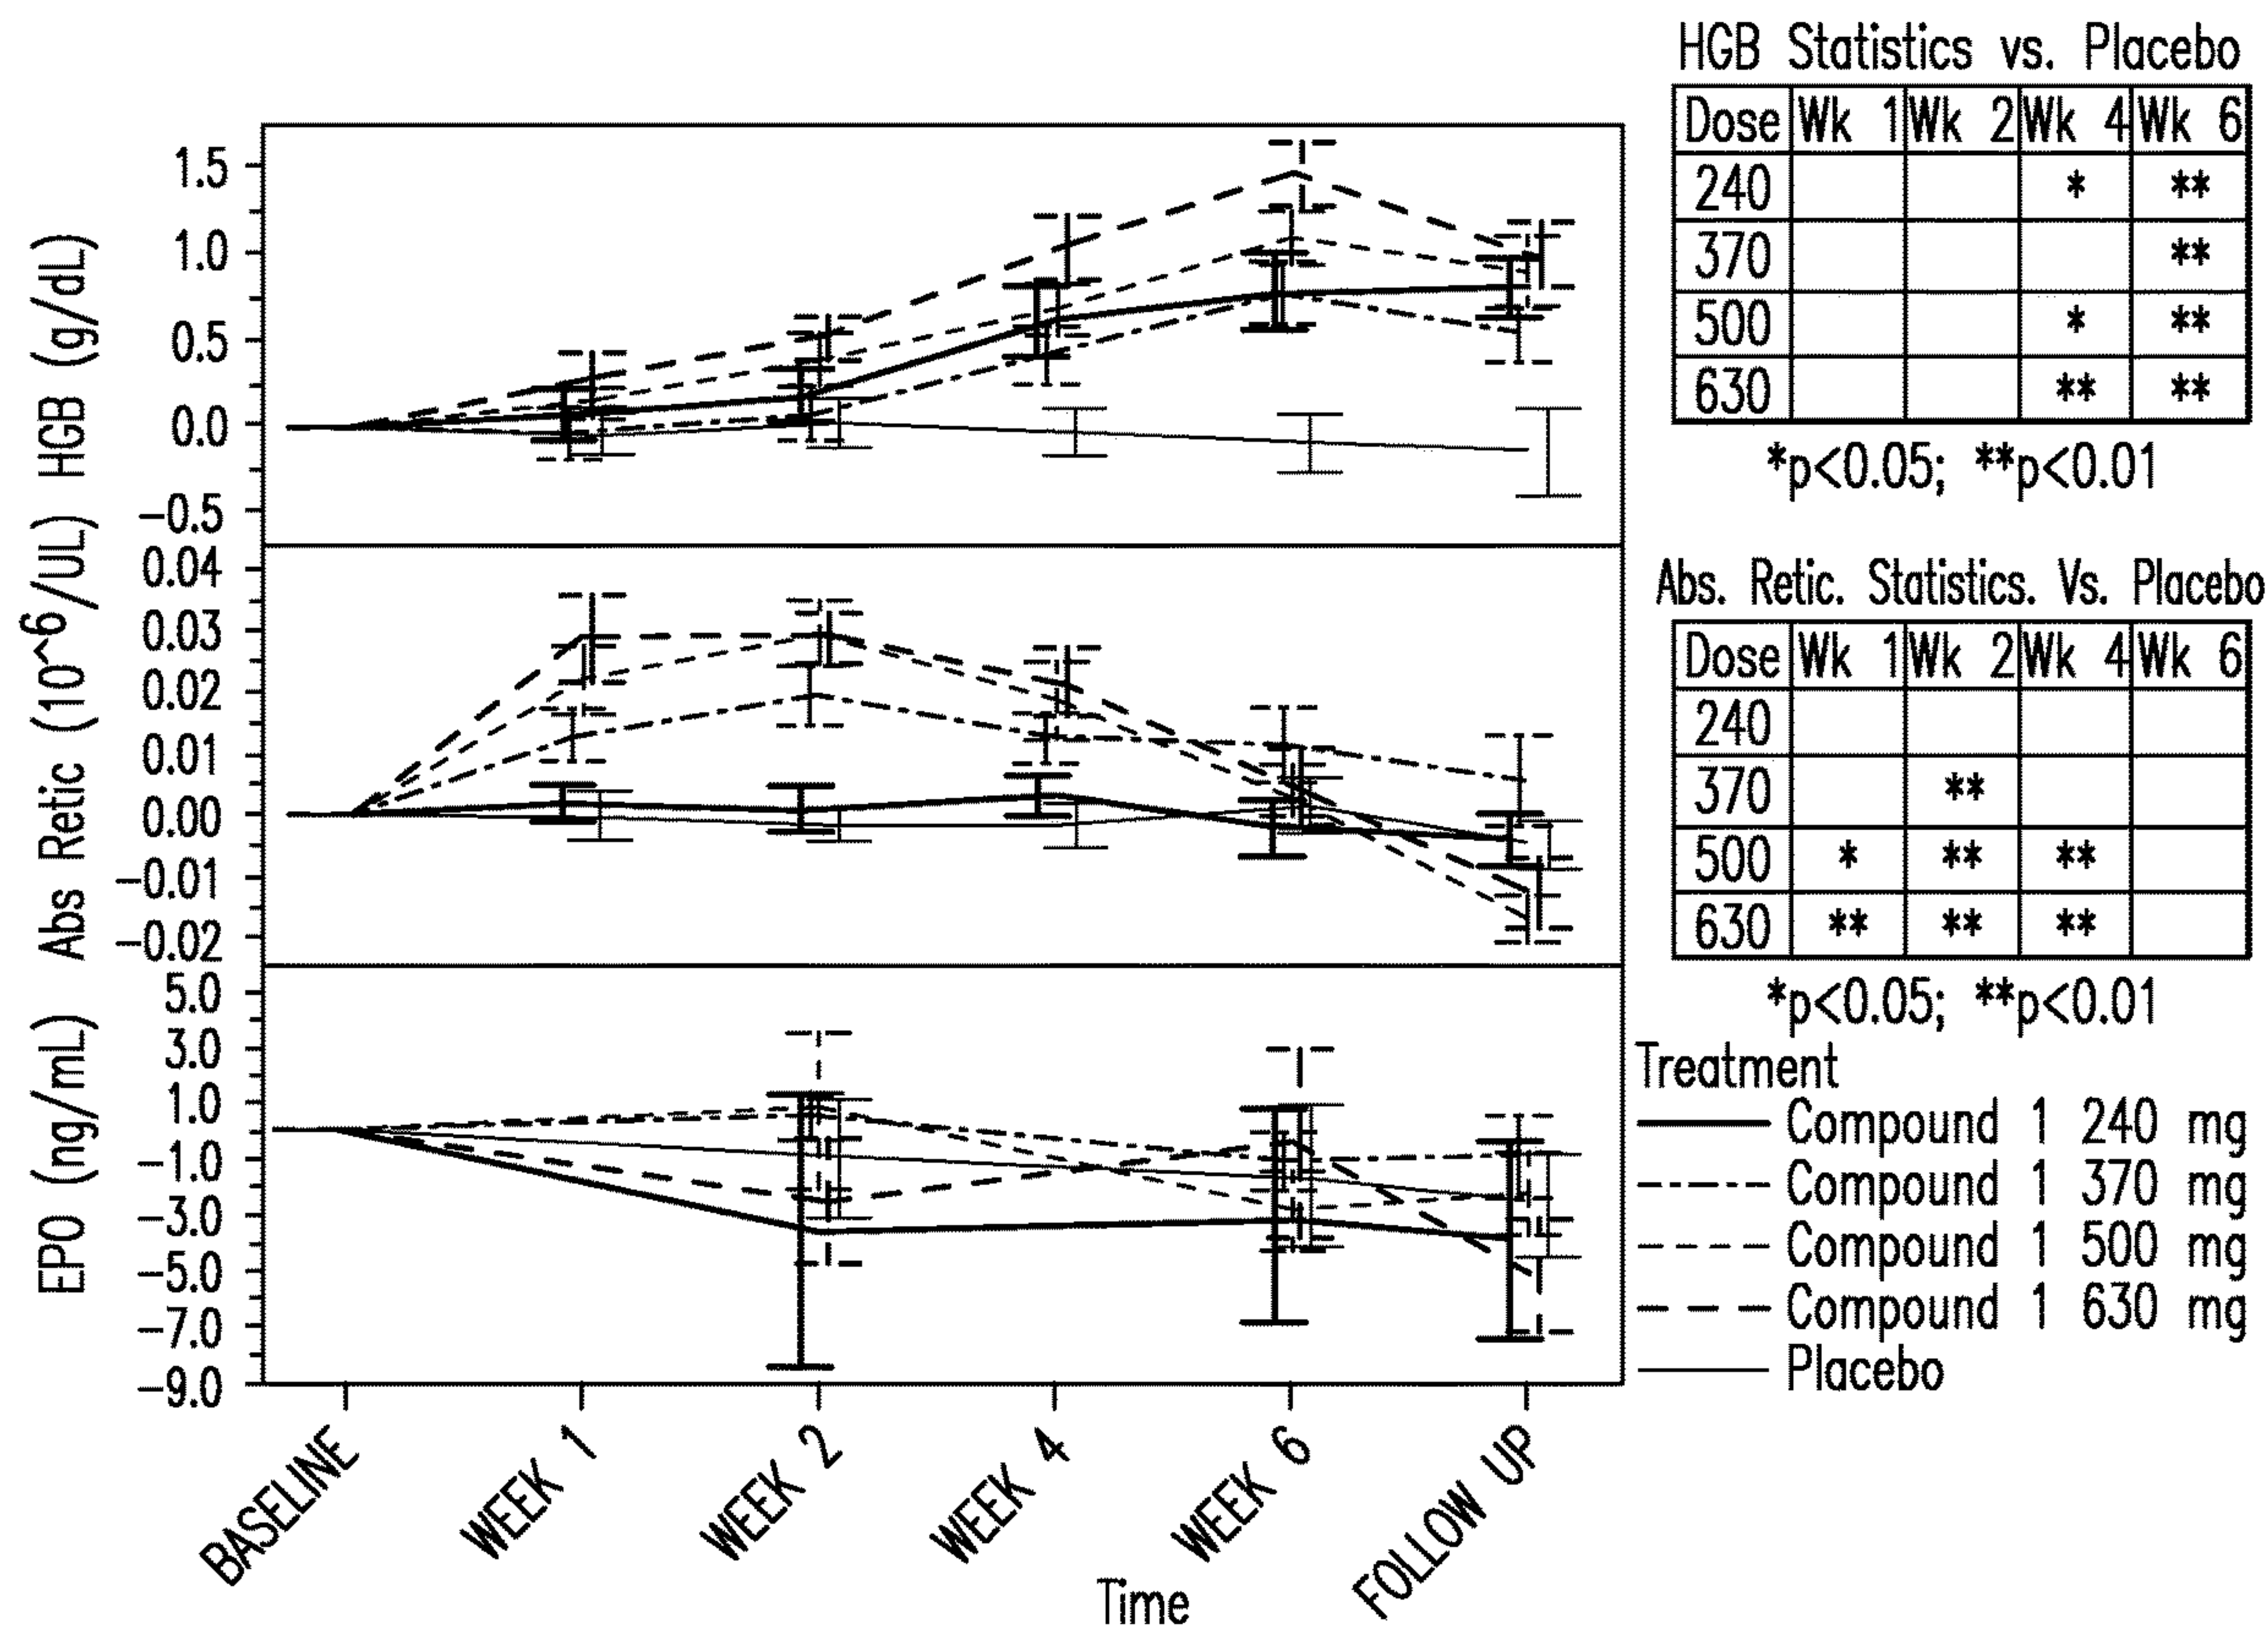 HGB Statistics vs. Placebo
Dose Wk 1 Wk 2 Wk 4 Wk 6
240 * **
370 **
500 * **
630 ** **
*p<0.05; **p<0.01
HGB (g/dL)
1.5
1.0
0.5
0.0
-0.5
Abs Retic (10^6/UL)
0.04
0.03
0.02
0.01
0.00
-0.01
-0.02
Abs. Retic. Statistics. Vs. Placebo
Dose Wk 1 Wk 2 Wk 4 Wk 6
240
370 **
500 * ** **
630 ** ** **
*p<0.05; **p<0.01
EPO (ng/mL)
5.0
3.0
1.0
-1.0
-3.0
-5.0
-7.0
-9.0
Treatment
Compound 1 240 mg
Compound 1 370 mg
Compound 1 500 mg
Compound 1 630 mg
Placebo
BASELINE
WEEK 1
WEEK 2
WEEK 4
WEEK 6
FOLLOW UP
Time